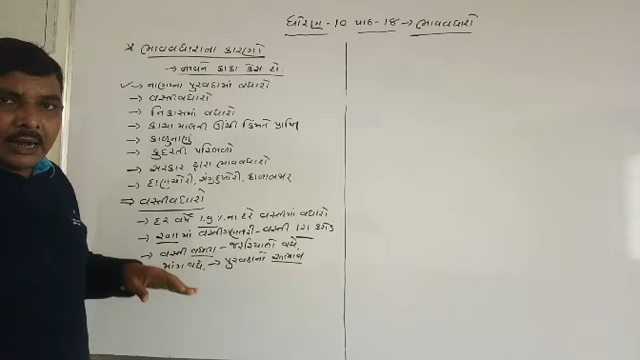 ધોરણ - 10 પાઠ - 18 → ભાવવધારો
* ભાવવધારાના કારણો
→ નાવને કાકા કેસ દો.
✓→ નાણાના પુરવઠામાં વધારો
→ વસ્તીવધારો
→ નિકાસમાં વધારો
→ કાચા માલની ઊંચી કિંમતે પ્રાપ્તિ
→ કાળુનાણું
→ કુદરતી પરિબળો
→ સરકાર દ્વારા ભાવવધારો
→ દાણચોરી, સંગ્રહખોરી, કાળાબજાર
⇒ વસ્તીવધારો
→ દર વર્ષે 1.9 %ના દરે વસ્તીમાં વધારો
→ 2011 માં વસ્તીગણતરી - વસ્તી 121 કરોડ
→ વસ્તી વધતા - જરૂરિયાતો વધે,
માંગ વધે, → પુરવઠાનો અભાવ